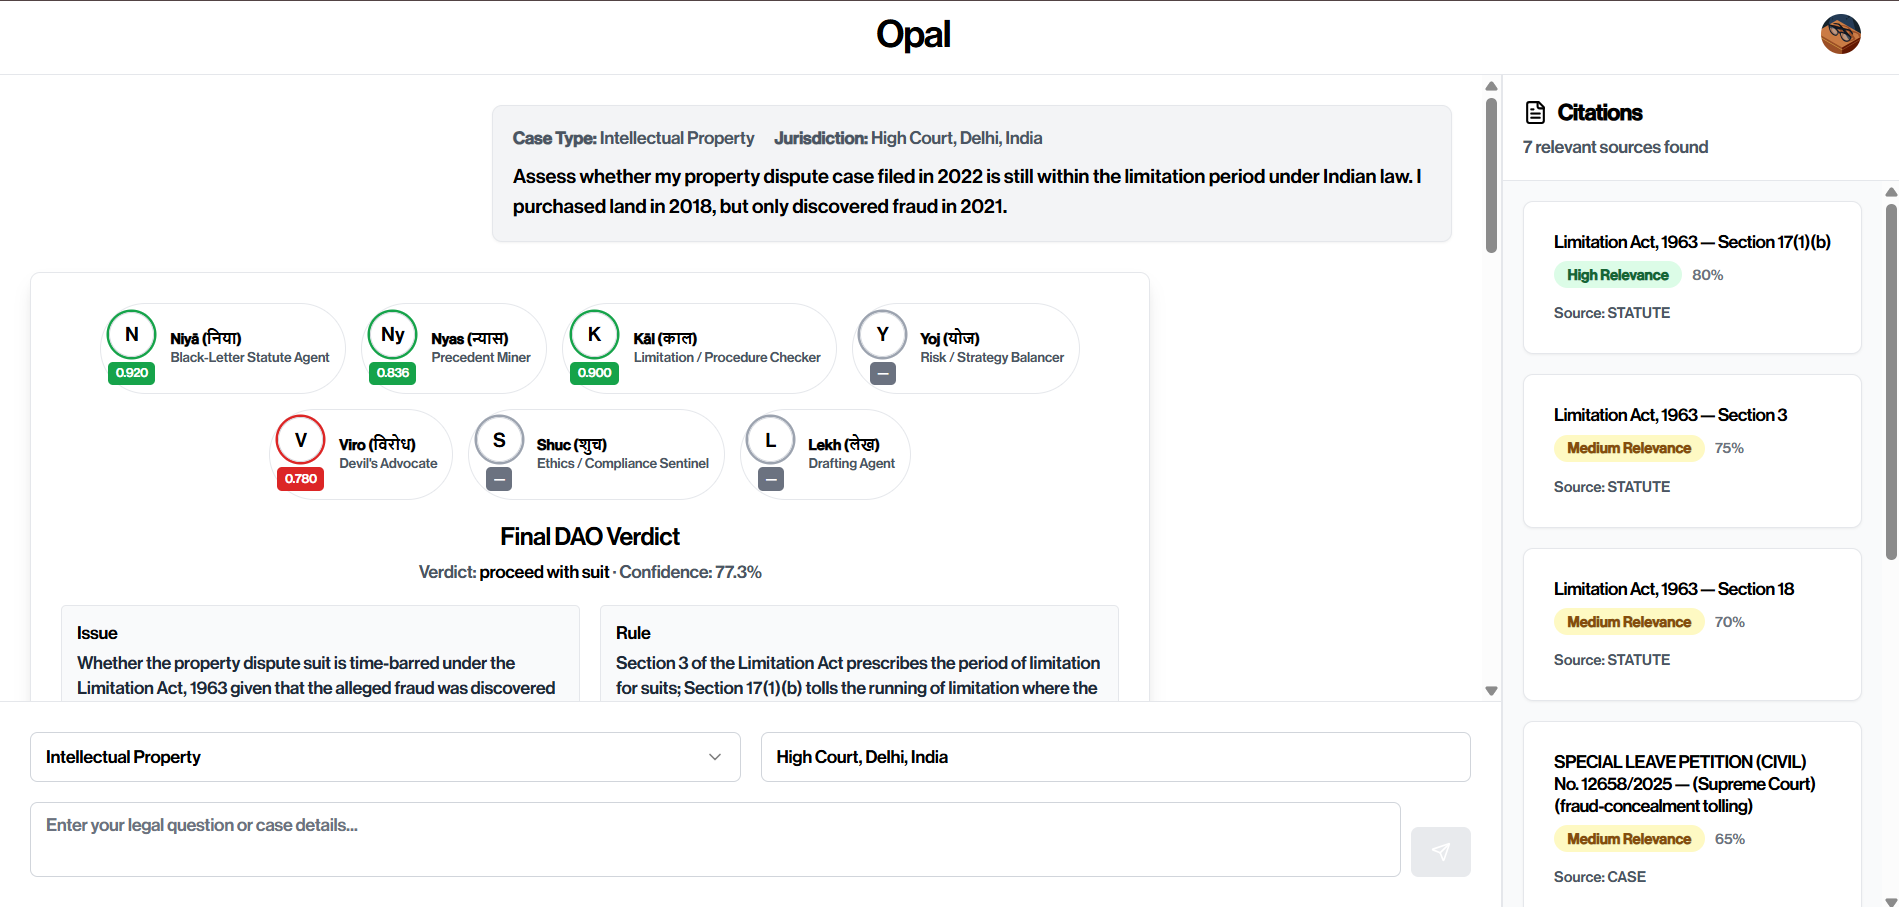 Opal
Case Type: Intellectual Property Jurisdiction: High Court, Delhi, India
Assess whether my property dispute case filed in 2022 is still within the limitation period under Indian law. I
purchased land in 2018, but only discovered fraud in 2021.
N
0.920
Niyā (निया)
Black-Letter Statute Agent
Ny
0.836
Nyas (न्यास)
Precedent Miner
K
0.900
Kāl (काल)
Limitation / Procedure Checker
Y
—
Yoj (योज)
Risk / Strategy Balancer
V
0.780
Viro (विरोध)
Devil's Advocate
S
—
Shuc (शुच)
Ethics / Compliance Sentinel
L
—
Lekh (लेख)
Drafting Agent
Final DAO Verdict
Verdict: proceed with suit · Confidence: 77.3%
Issue
Whether the property dispute suit is time-barred under the
Limitation Act, 1963 given that the alleged fraud was discovered
Rule
Section 3 of the Limitation Act prescribes the period of limitation
for suits; Section 17(1)(b) tolls the running of limitation where the
Intellectual Property
High Court, Delhi, India
Enter your legal question or case details...
Citations
7 relevant sources found
Limitation Act, 1963 — Section 17(1)(b)
High Relevance 80%
Source: STATUTE
Limitation Act, 1963 — Section 3
Medium Relevance 75%
Source: STATUTE
Limitation Act, 1963 — Section 18
Medium Relevance 70%
Source: STATUTE
SPECIAL LEAVE PETITION (CIVIL)
No. 12658/2025 — (Supreme Court)
(fraud-concealment tolling)
Medium Relevance 65%
Source: CASE